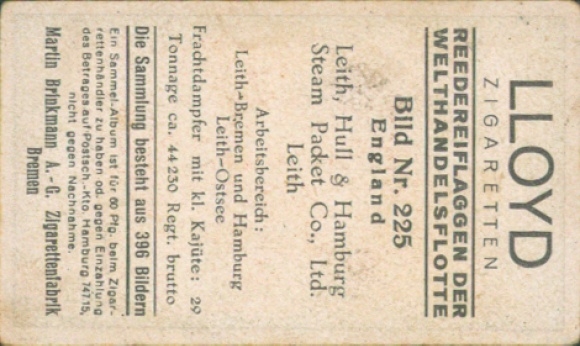 LLOYD
ZIGARETTEN
REEDEREIFLAGGEN DER
WELTHANDELSFLOTTE
Bild Nr. 225
England
Leith, Hull & Hamburg
Steam Packet Co., Ltd.
Leith
Arbeitsbereich:
Leith-Bremen und Hamburg
Leith-Ostsee
Frachtdampfer mit kl. Kajüte: 29
Tonnage ca. 44 230 Regt. brutto
Die Sammlung besteht aus 396 Bildern
Ein Sammel-Album ist für 60 Pfg. beim Zigar-
rettenhändler zu haben od. gegen Einzahlung
des Betrages auf Postsch.-Kto. Hamburg 74715,
nicht gegen Nachnahme.
Martin Brinkmann A.-G. Zigarettenfabrik
Bremen